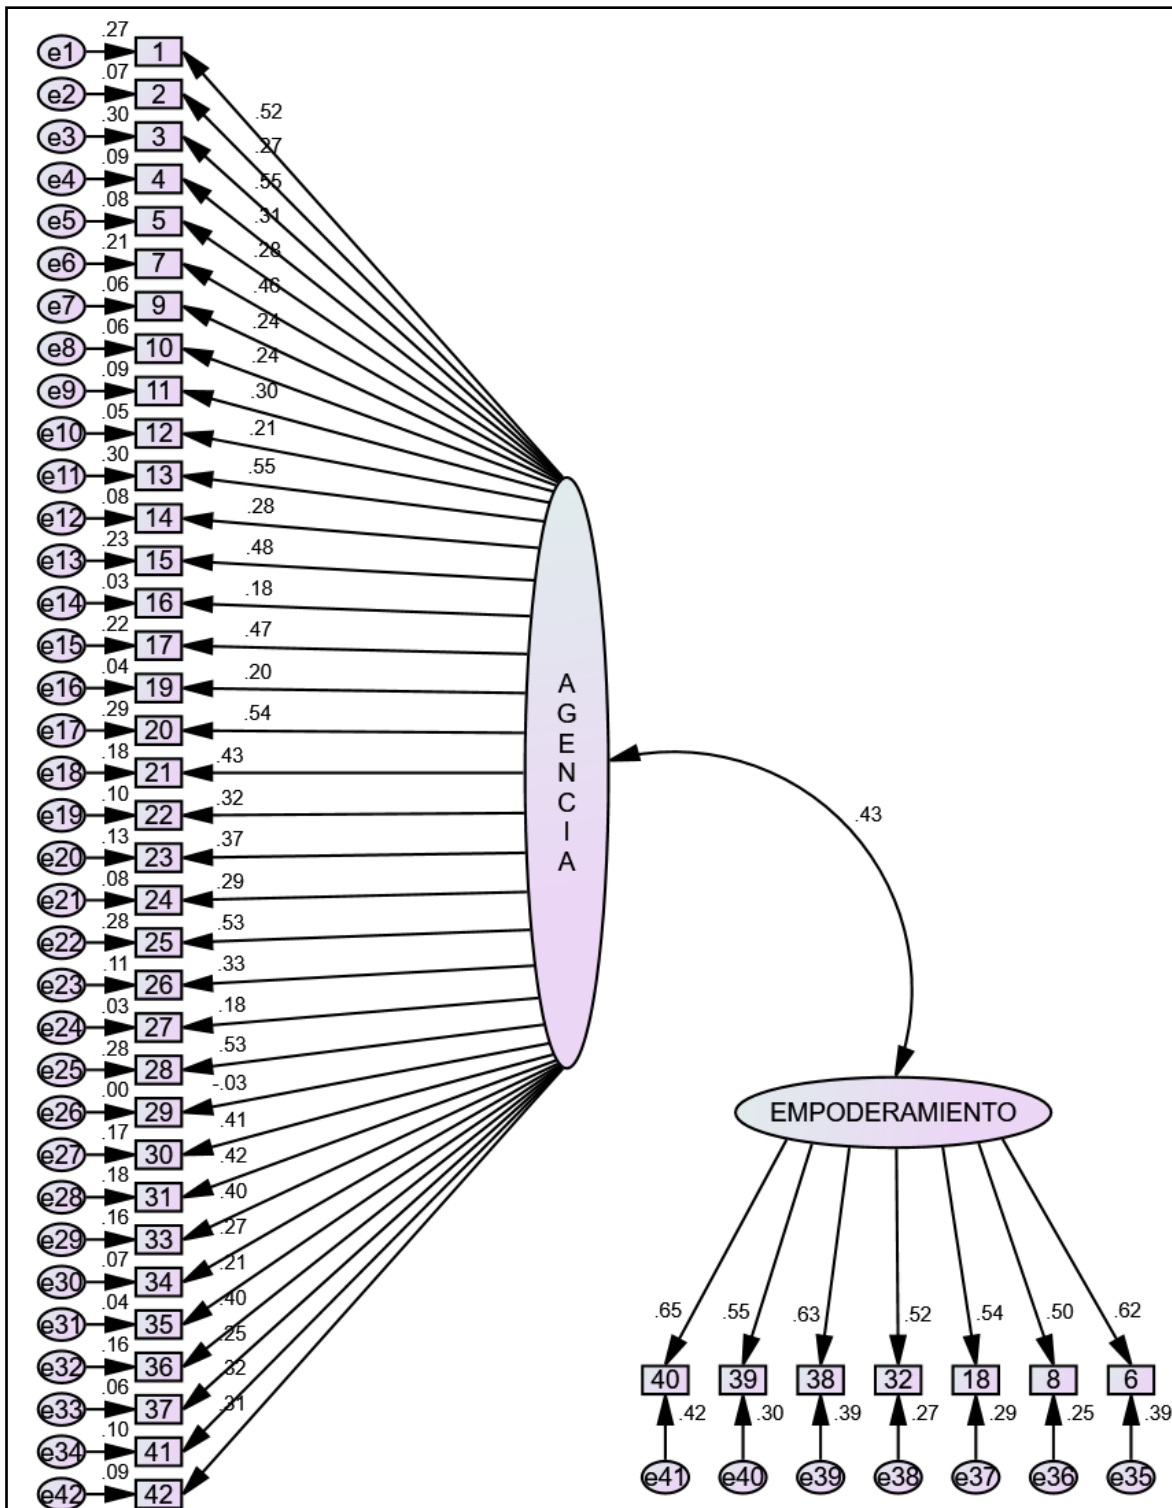 e1 .27 1
e2 .07 2
e3 .30 3
e4 .09 4
e5 .08 5
e6 .21 7
e7 .06 9
e8 .06 10
e9 .09 11
e10 .05 12
e11 .30 13
e12 .08 14
e13 .23 15
e14 .03 16
e15 .22 17
e16 .04 19
e17 .29 20
e18 .18 21
e19 .10 22
e20 .13 23
e21 .08 24
e22 .28 25
e23 .11 26
e24 .03 27
e25 .28 28
e26 .00 29
e27 .17 30
e28 .18 31
e29 .16 33
e30 .07 34
e31 .04 35
e32 .16 36
e33 .06 37
e34 .10 41
e42 .09 42
.52
.27
.55
.31
.28
.46
.24
.24
.30
.21
.55
.28
.48
.18
.47
.20
.54
.43
.32
.37
.29
.53
.33
.18
.53
-.03
.41
.42
.40
.27
.21
.40
.25
.32
.31
A
G
E
N
C
I
A
.43
EMPODERAMIENTO
.65 .55 .63 .52 .54 .50 .62
40 39 38 32 18 8 6
.42 .30 .39 .27 .29 .25 .39
e41 e40 e39 e38 e37 e36 e35